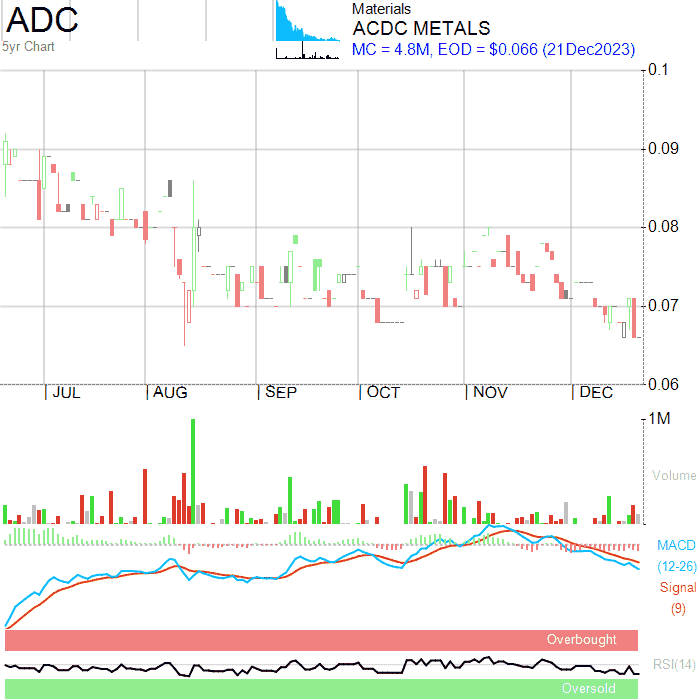 ADC
5yr Chart
Materials
ACDC METALS
MC = 4.8M, EOD = $0.066 (21Dec2023)
0.1
0.09
0.08
0.07
0.06
JUL AUG SEP OCT NOV DEC
1M
Volume
MACD
(12-26)
Signal
(9)
Overbought
RSI(14)
Oversold